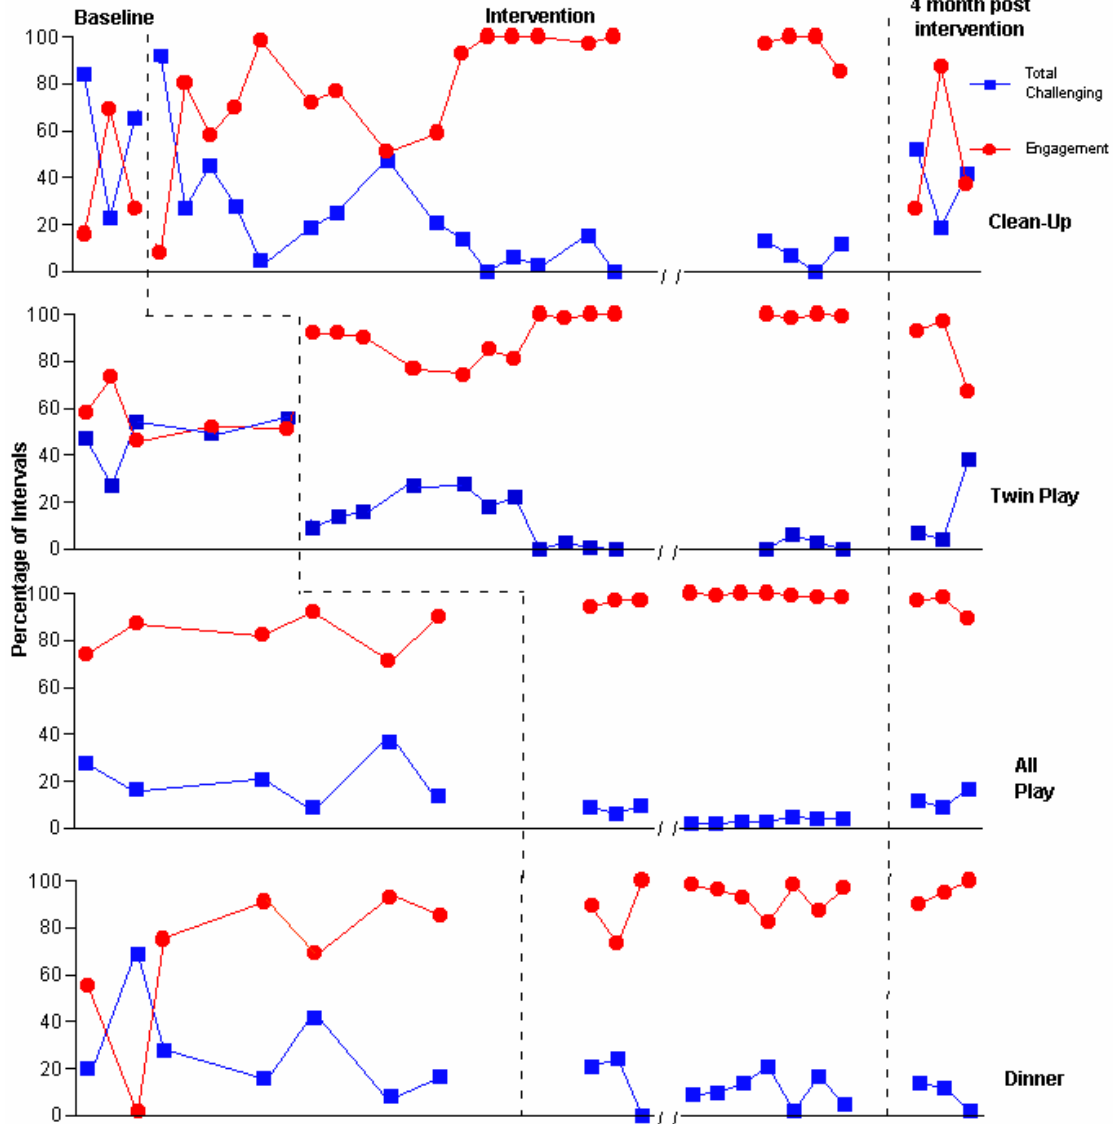 Baseline
Intervention
4 month post
intervention
100
80
60
40
20
0
Total
Challenging
Engagement
Clean-Up
100
80
60
40
20
0
Twin Play
Percentage of Intervals
100
80
60
40
20
0
All
Play
100
80
60
40
20
0
Dinner